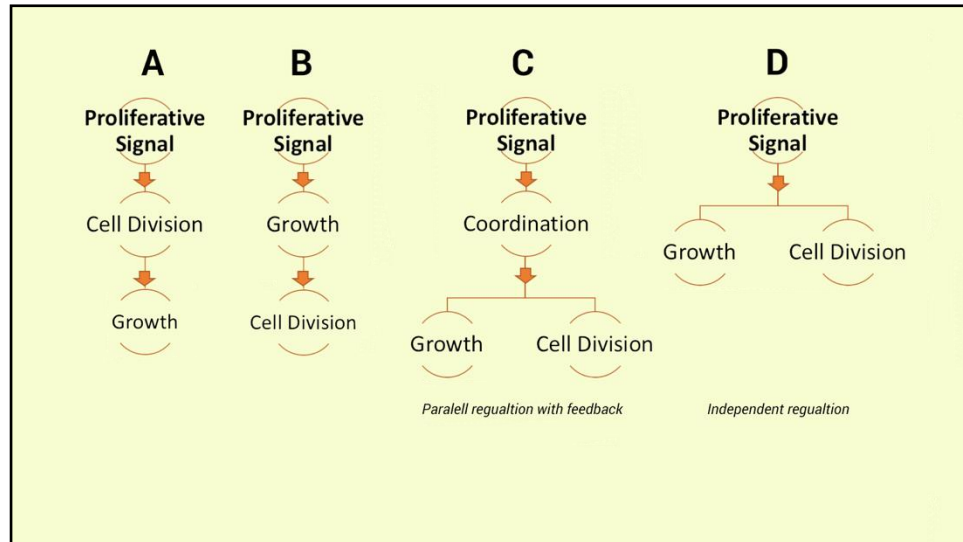 A
Proliferative
Signal
Cell Division
Growth
B
Proliferative
Signal
Growth
Cell Division
C
Proliferative
Signal
Coordination
Growth
Cell Division
Paralell regualtion with feedback
D
Proliferative
Signal
Growth
Cell Division
Independent regualtion